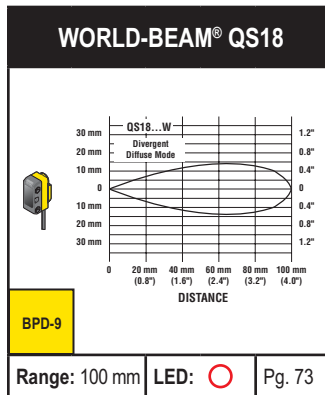 WORLD-BEAM® QS18
QS18...W
Divergent
Diffuse Mode
30 mm 1.2"
20 mm 0.8"
10 mm 0.4"
0 0
10 mm 0.4"
20 mm 0.8"
30 mm 1.2"
0 20 mm 40 mm 60 mm 80 mm 100 mm
(0.8") (1.6") (2.4") (3.2") (4.0")
DISTANCE
BPD-9
Range: 100 mm LED: Pg. 73